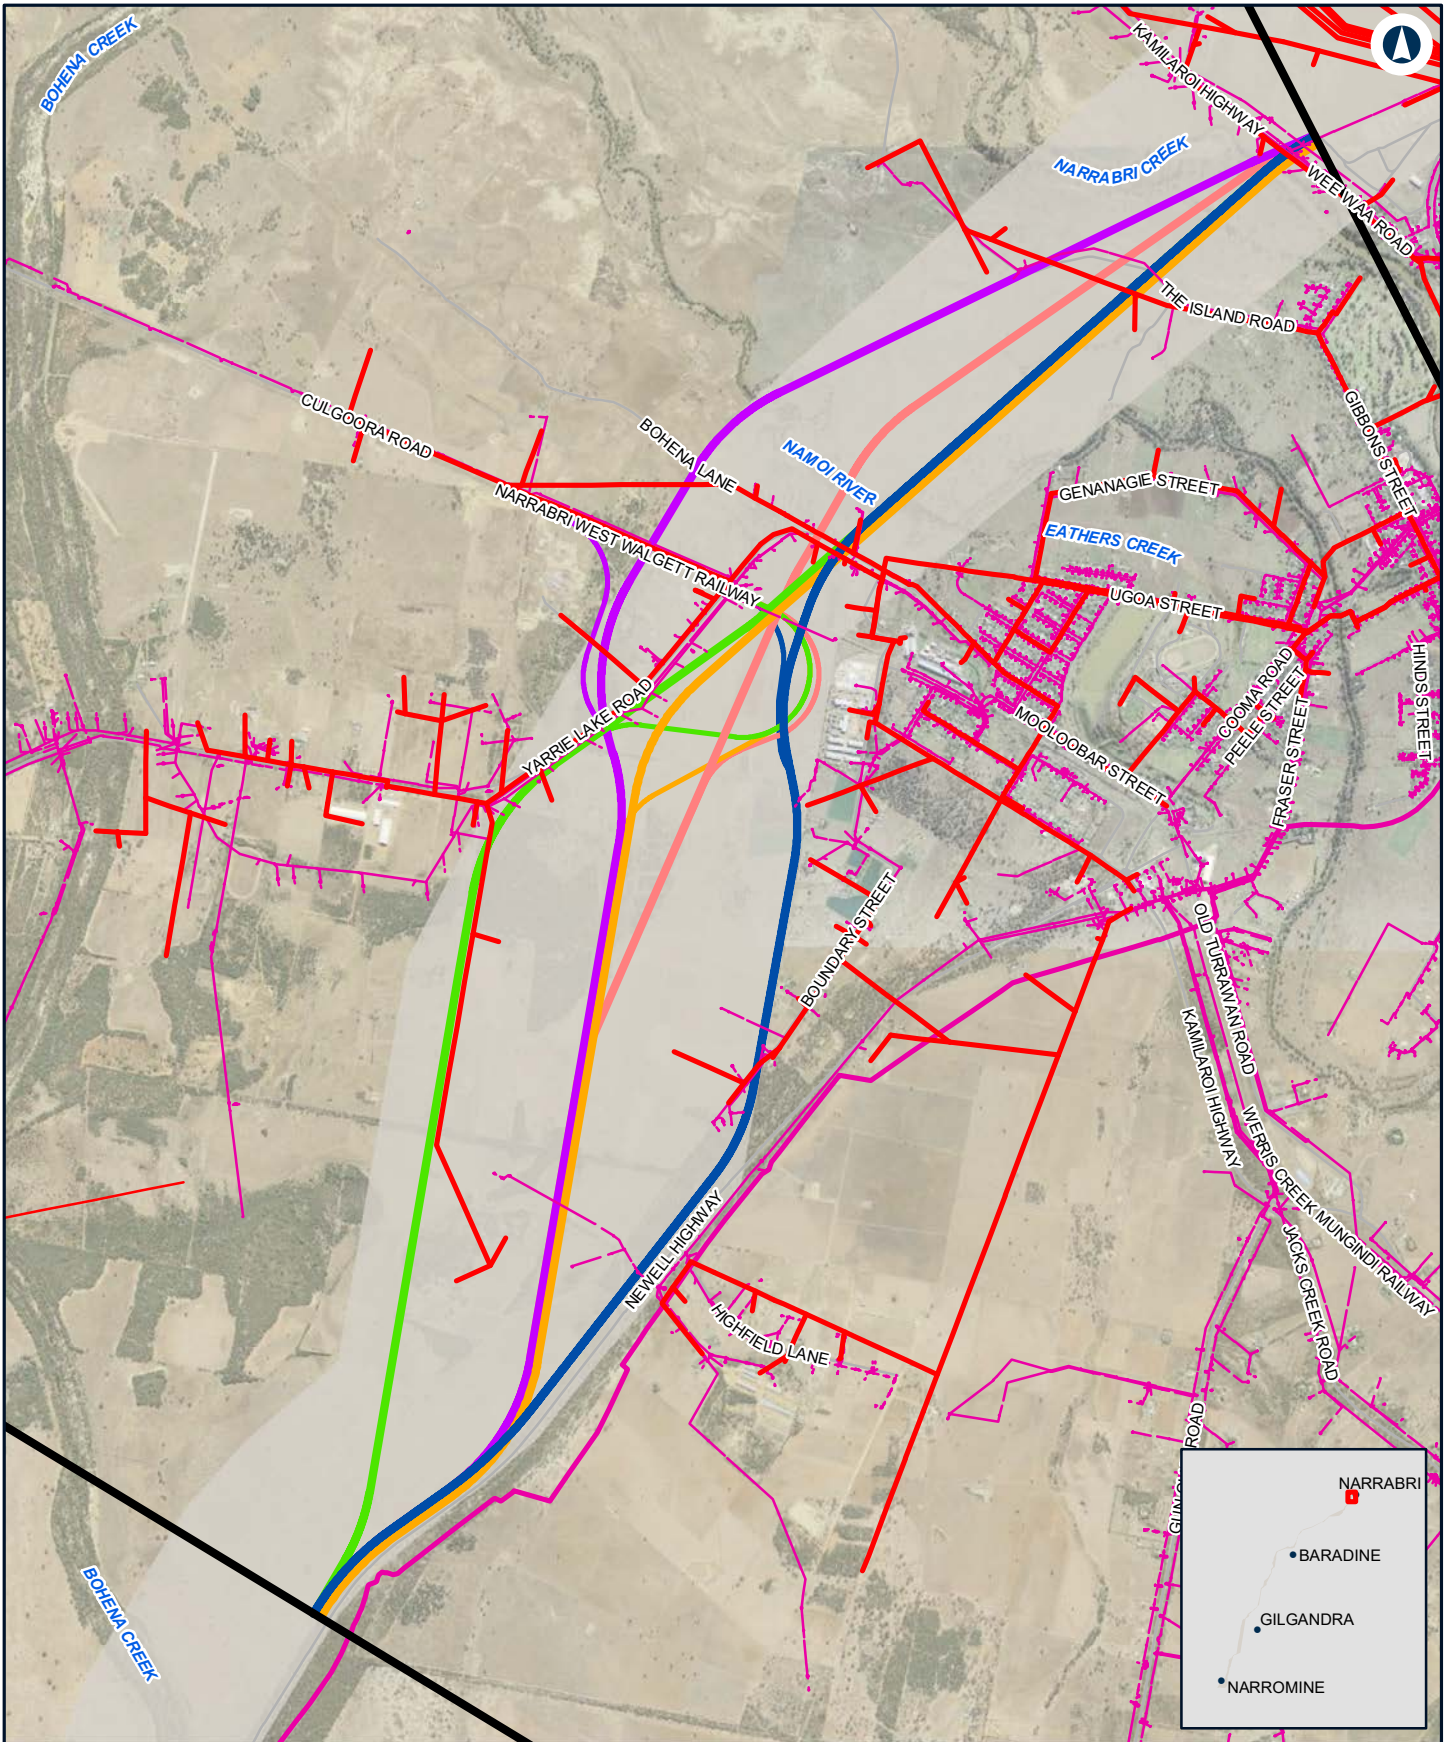 BOHENA CREEK
KAMILAROI HIGHWAY
NARRABRI CREEK
WEE WAA ROAD
THE ISLAND ROAD
CULGOORA ROAD
BOHENA LANE
NAMOI RIVER
GIBBONS STREET
NARRABRI WEST WALGETT RAILWAY
GENANAGIE STREET
EATHERS CREEK
UGOA STREET
YARRIE LAKE ROAD
COOMA ROAD
PEELE STREET
HINDS STREET
MOOLOOBAR STREET
FRASER STREET
BOUNDARY STREET
OLD TURRAWAN ROAD
KAMILAROI HIGHWAY
WERRIS CREEK MUNGINDI RAILWAY
NEWELL HIGHWAY
JACKS CREEK ROAD
HIGHFIELD LANE
ROAD
BOHENA CREEK
NARRABRI
BARADINE
GILGANDRA
NARROMINE